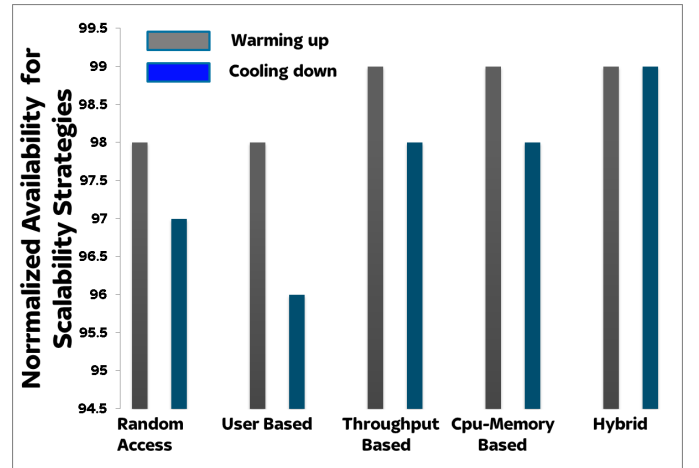 Norrmalized Availability for
Scalability Strategies
99.5
99
98.5
98
97.5
97
96.5
96
95.5
95
94.5
Warming up
Cooling down
Random
Access
User Based
Throughput
Based
Cpu-Memory
Based
Hybrid